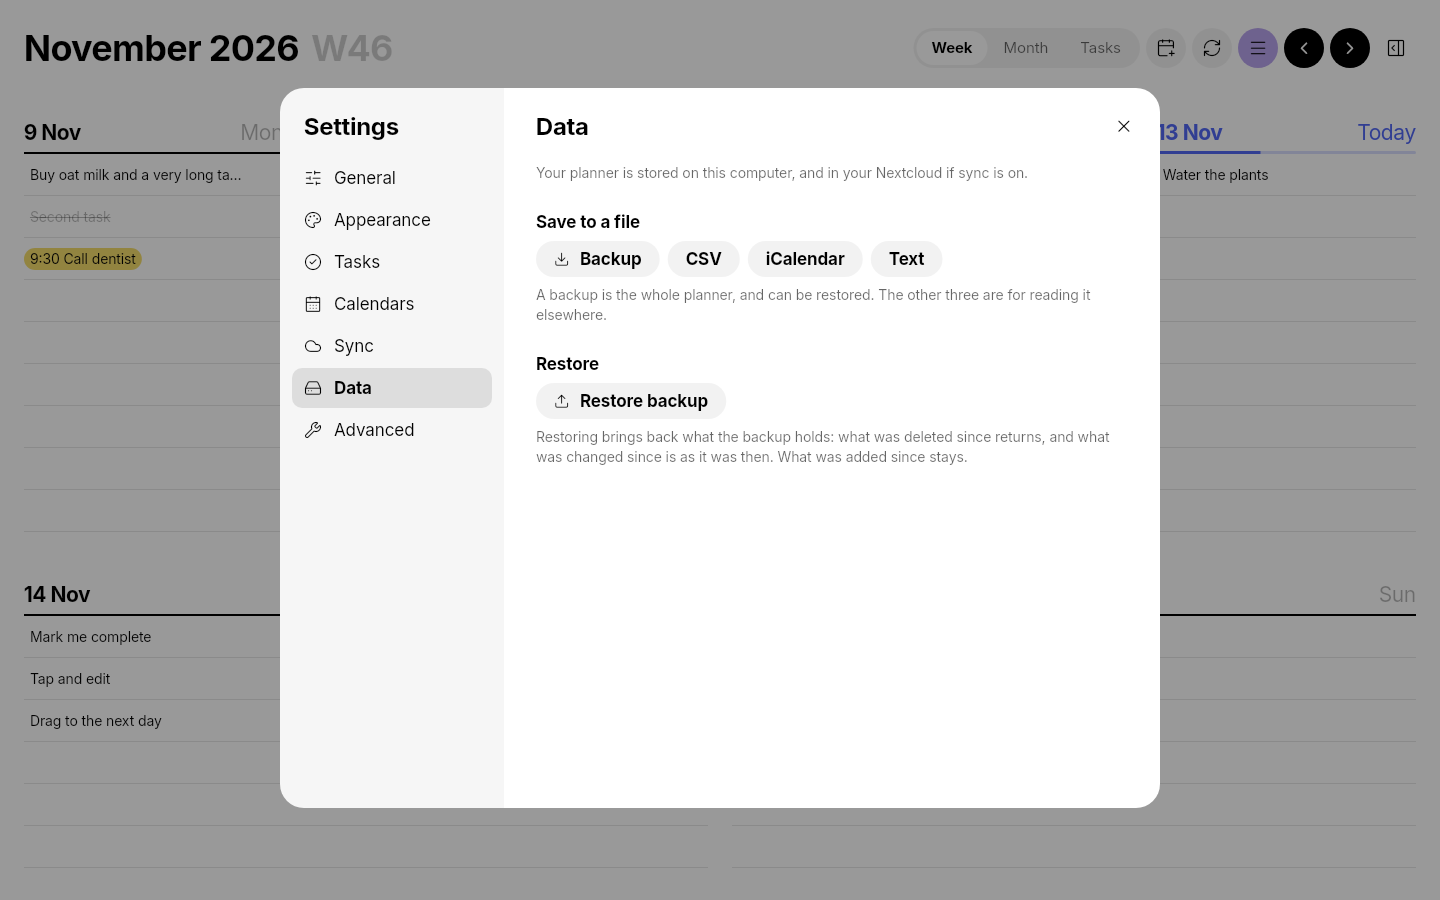 November 2026 W46
Week Month Tasks
9 Nov
Mon
13 Nov
Today
Buy oat milk and a very long ta...
Second task
9:30 Call dentist
Water the plants
Settings
General
Appearance
Tasks
Calendars
Sync
Data
Advanced
Data
Your planner is stored on this computer, and in your Nextcloud if sync is on.
Save to a file
Backup CSV iCalendar Text
A backup is the whole planner, and can be restored. The other three are for reading it
elsewhere.
Restore
Restore backup
Restoring brings back what the backup holds: what was deleted since returns, and what
was changed since is as it was then. What was added since stays.
14 Nov
Sun
Mark me complete
Tap and edit
Drag to the next day